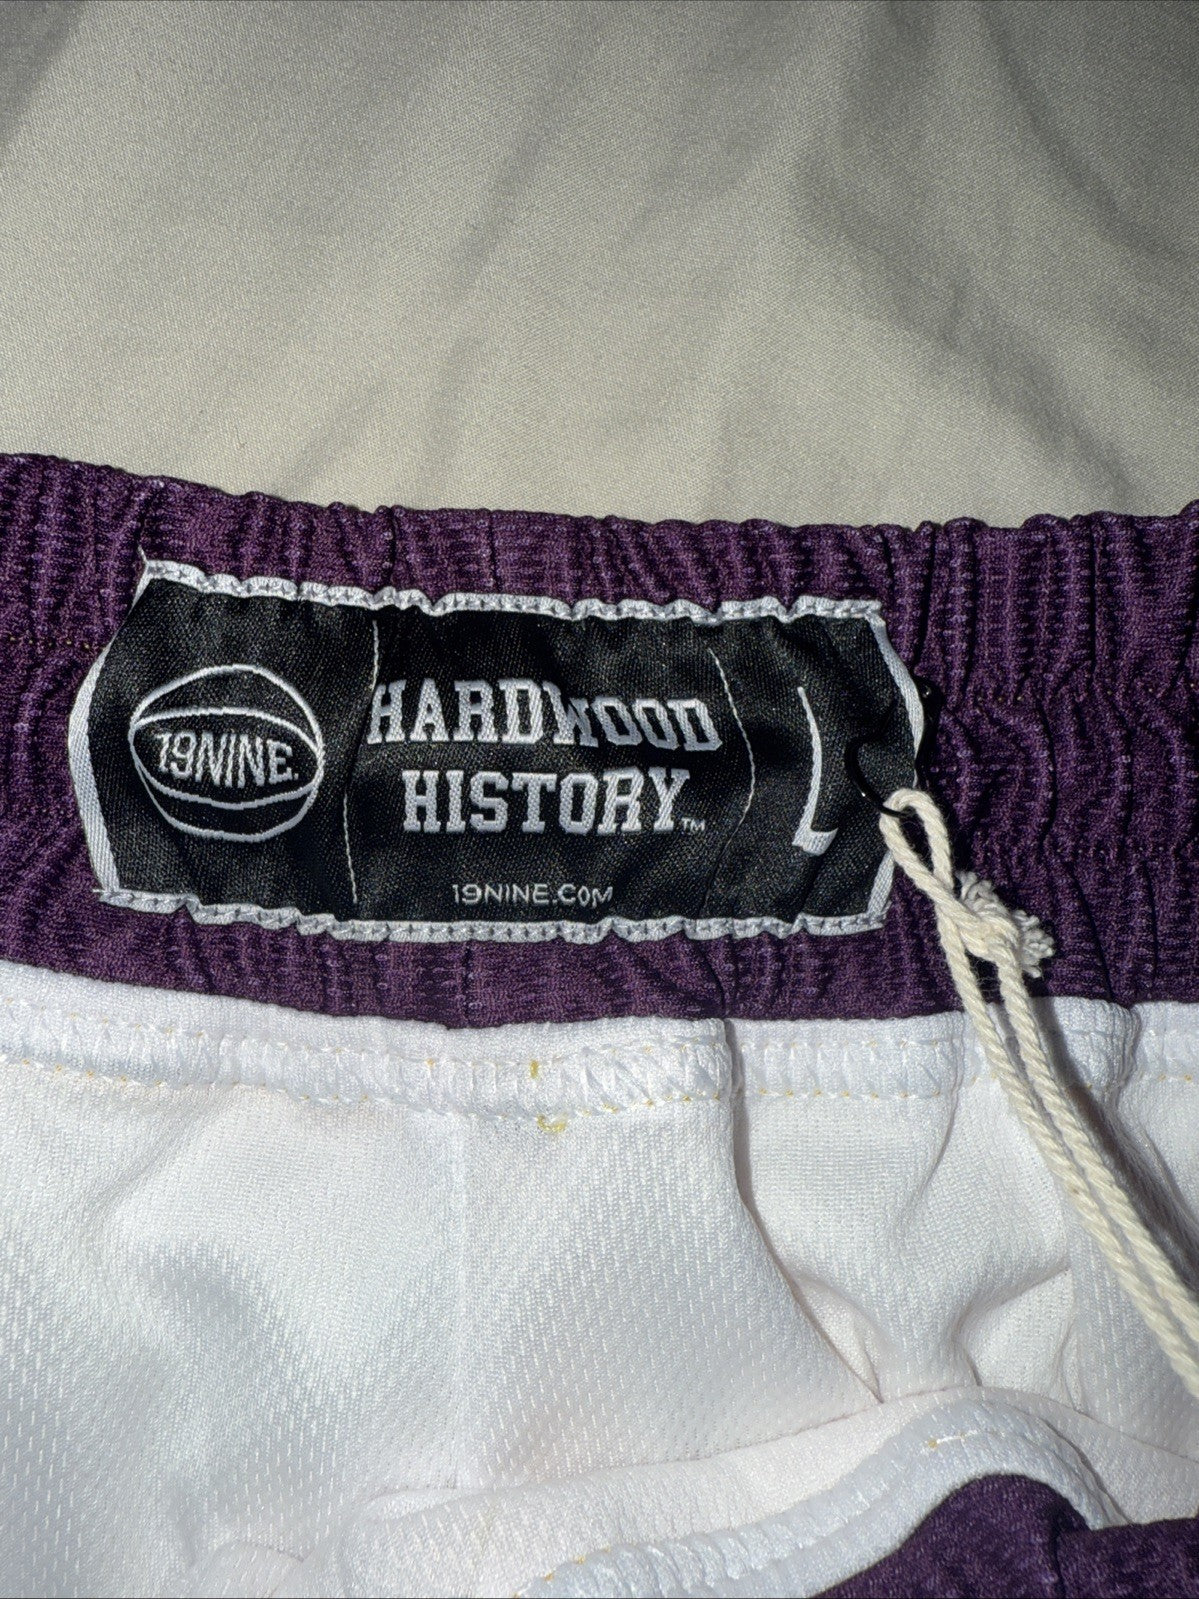 19NINE.
HARDWOOD
HISTORY™
19NINE.COM
L